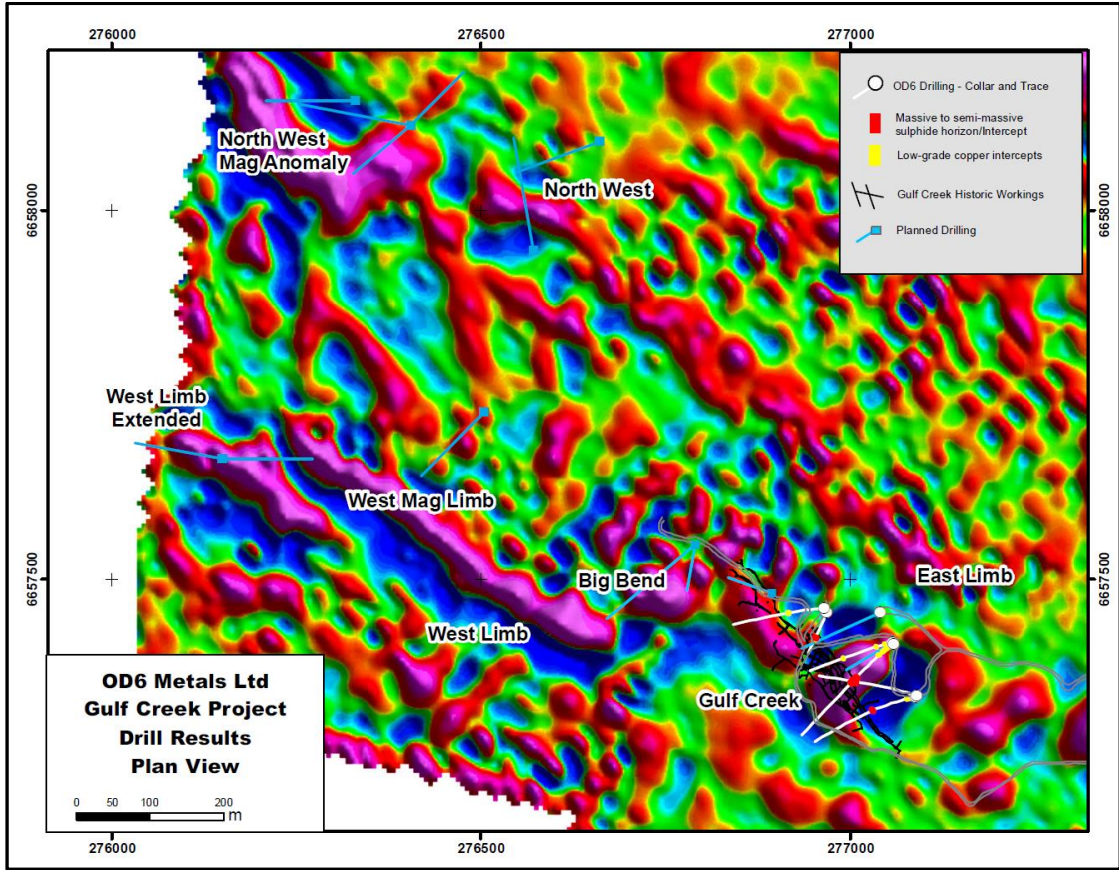 276000
276500
277000
OD6 Drilling - Collar and Trace
Massive to semi-massive
sulphide horizon/Intercept
Low-grade copper intercepts
Gulf Creek Historic Workings
Planned Drilling
North West
Mag Anomaly
North West
6658000
6658000
West Limb
Extended
West Mag Limb
6657500
6657500
Big Bend
East Limb
West Limb
Gulf Creek
OD6 Metals Ltd
Gulf Creek Project
Drill Results
Plan View
0 50 100 200
m
276000
276500
277000